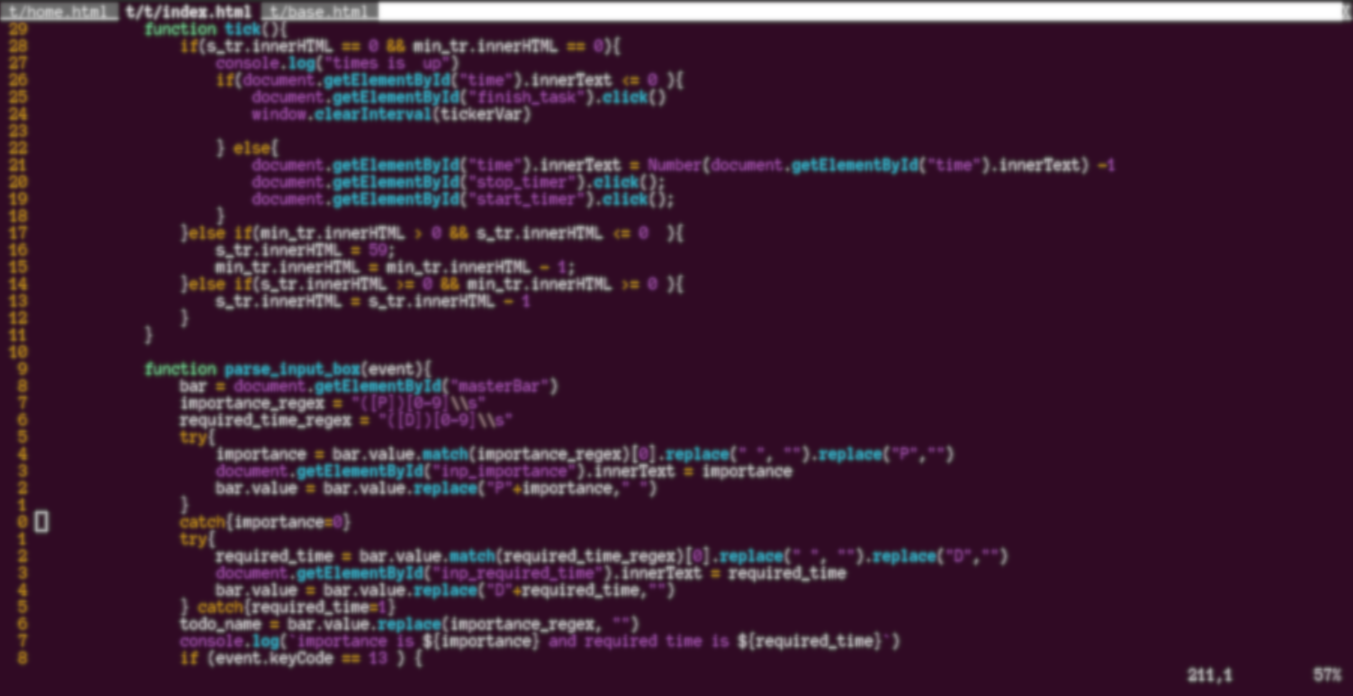 t/home.html  t/t/index.html  t/base.html
29             function tick(){
28                 if(s_tr.innerHTML == 0 && min_tr.innerHTML == 0){
27                     console.log("times is  up")
26                     if(document.getElementById("time").innerText <= 0 ){
25                         document.getElementById("finish_task").click()
24                         window.clearInterval(tickerVar)
23
22                     } else{
21                         document.getElementById("time").innerText = Number(document.getElementById("time").innerText) -1
20                         document.getElementById("stop_timer").click();
19                         document.getElementById("start_timer").click();
18                     }
17                 }else if(min_tr.innerHTML > 0 && s_tr.innerHTML <= 0  ){
16                     s_tr.innerHTML = 59;
15                     min_tr.innerHTML = min_tr.innerHTML - 1;
14                 }else if(s_tr.innerHTML >= 0 && min_tr.innerHTML >= 0 ){
13                     s_tr.innerHTML = s_tr.innerHTML - 1
12                 }
11             }
10
9             function parse_input_box(event){
8                 bar = document.getElementById("masterBar")
7                 importance_regex = "([P])[0-9]\\s"
6                 required_time_regex = "([D])[0-9]\\s"
5                 try{
4                     importance = bar.value.match(importance_regex)[0].replace(" ", "").replace("P","")
3                     document.getElementById("inp_importance").innerText = importance
2                     bar.value = bar.value.replace("P"+importance," ")
1                 }
0                 catch{importance=0}
1                 try{
2                     required_time = bar.value.match(required_time_regex)[0].replace(" ", "").replace("D","")
3                     document.getElementById("inp_required_time").innerText = required_time
4                     bar.value = bar.value.replace("D"+required_time,"")
5                 } catch{required_time=1}
6                 todo_name = bar.value.replace(importance_regex, "")
7                 console.log(`importance is ${importance} and required time is ${required_time}`)
8                 if (event.keyCode == 13 ) {
211,1  57%